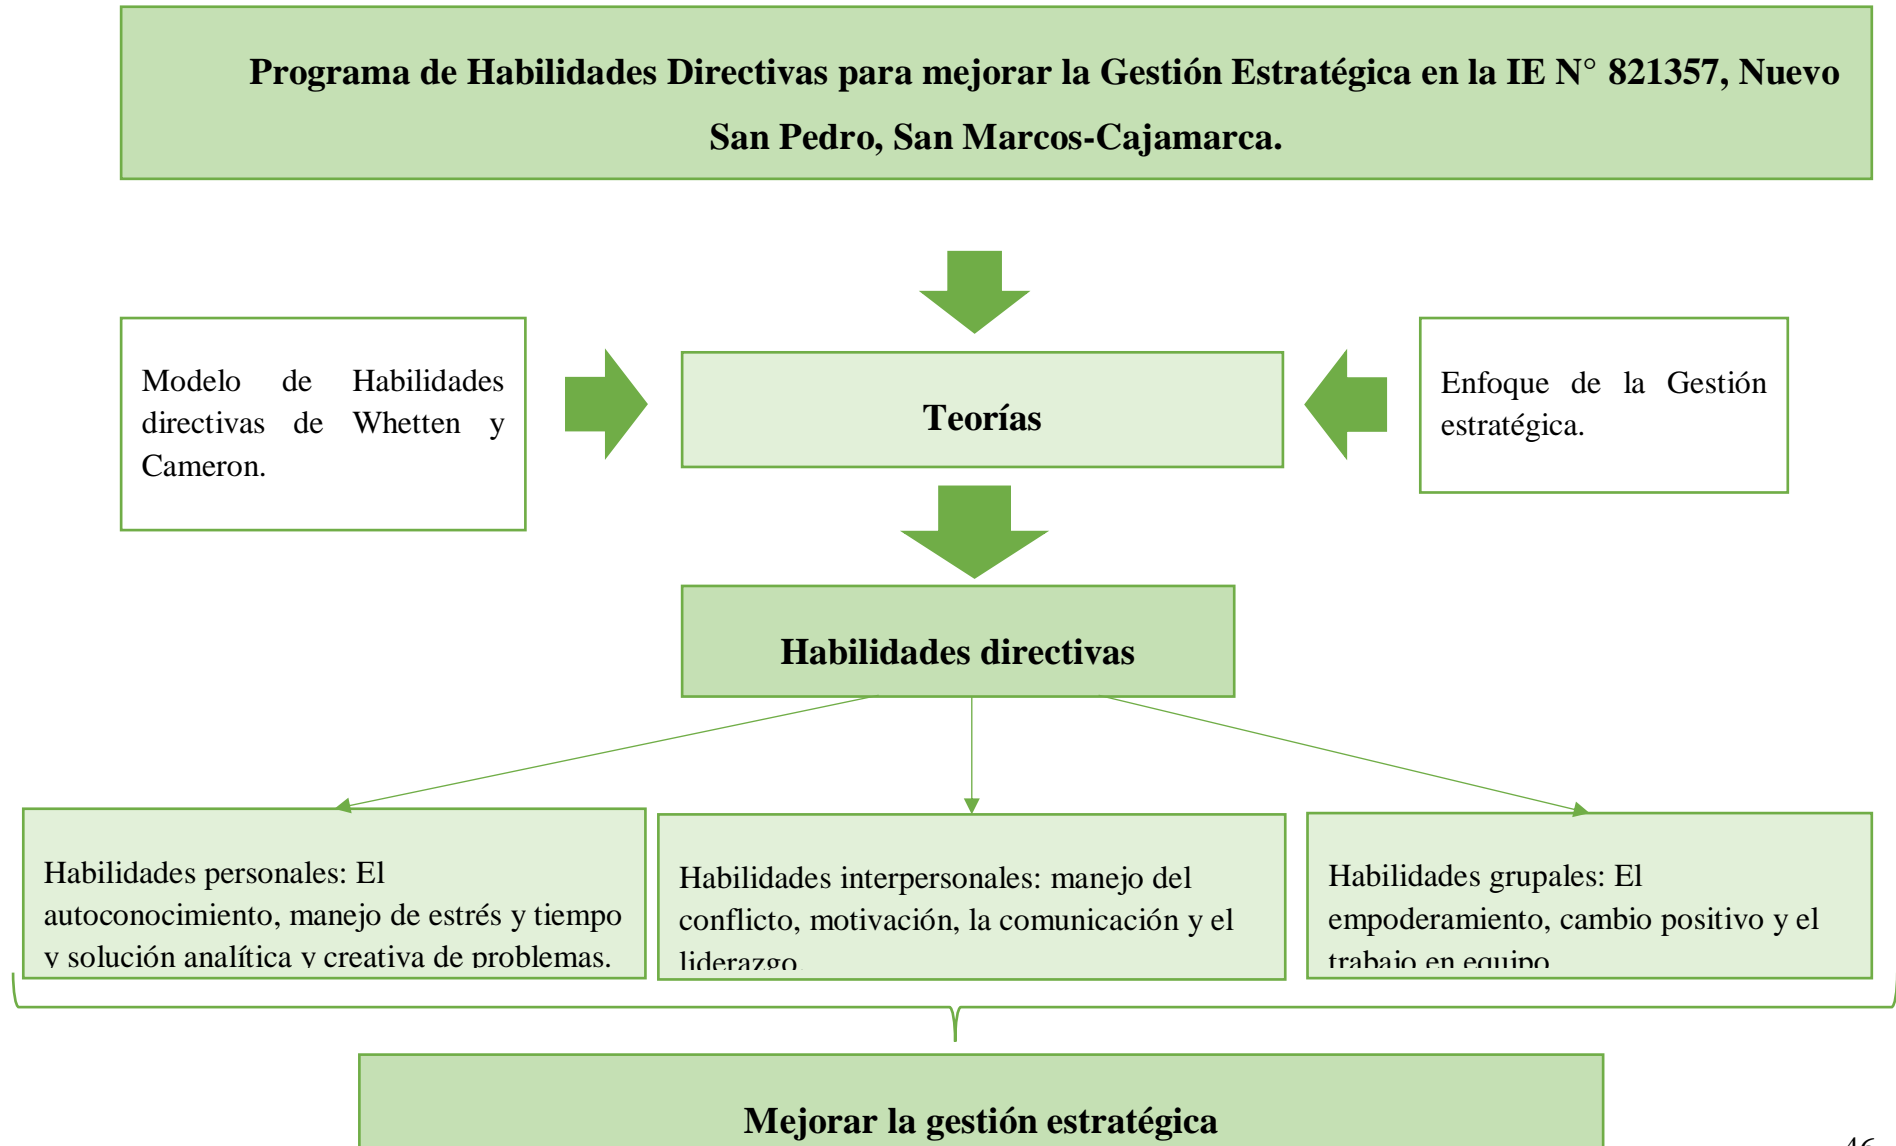 Programa de Habilidades Directivas para mejorar la Gestión Estratégica en la IE N° 821357, Nuevo
San Pedro, San Marcos-Cajamarca.
Modelo de Habilidades
directivas de Whetten y
Cameron.
Teorías
Enfoque de la Gestión
estratégica.
Habilidades directivas
Habilidades personales: El
autoconocimiento, manejo de estrés y tiempo
y solución analítica y creativa de problemas.
Habilidades interpersonales: manejo del
conflicto, motivación, la comunicación y el
liderazgo.
Habilidades grupales: El
empoderamiento, cambio positivo y el
trabajo en equipo
Mejorar la gestión estratégica
46